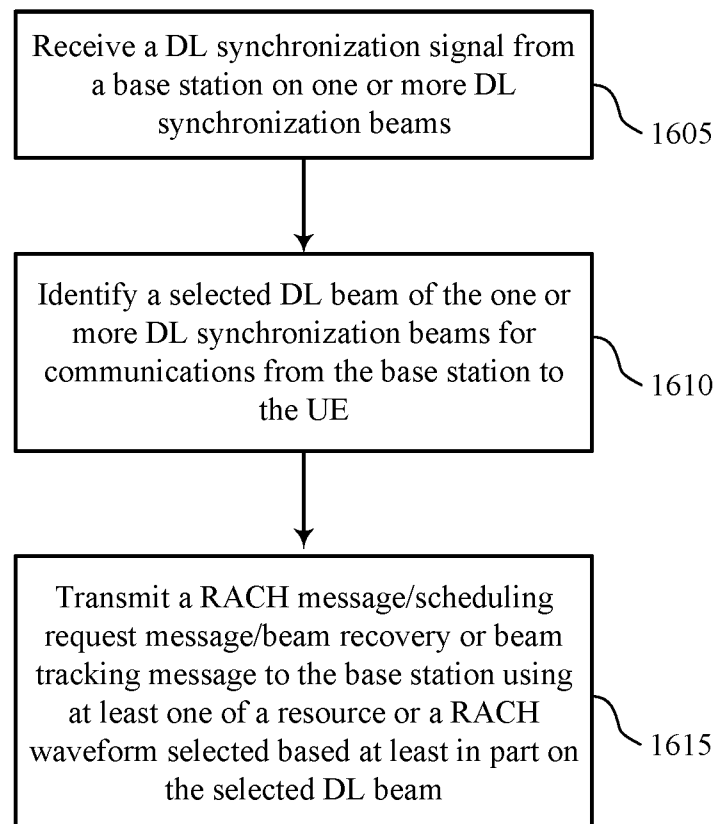 Receive a DL synchronization signal from
a base station on one or more DL
synchronization beams
1605
Identify a selected DL beam of the one or
more DL synchronization beams for
communications from the base station to
the UE
1610
Transmit a RACH message/scheduling
request message/beam recovery or beam
tracking message to the base station using
at least one of a resource or a RACH
waveform selected based at least in part on
the selected DL beam
1615